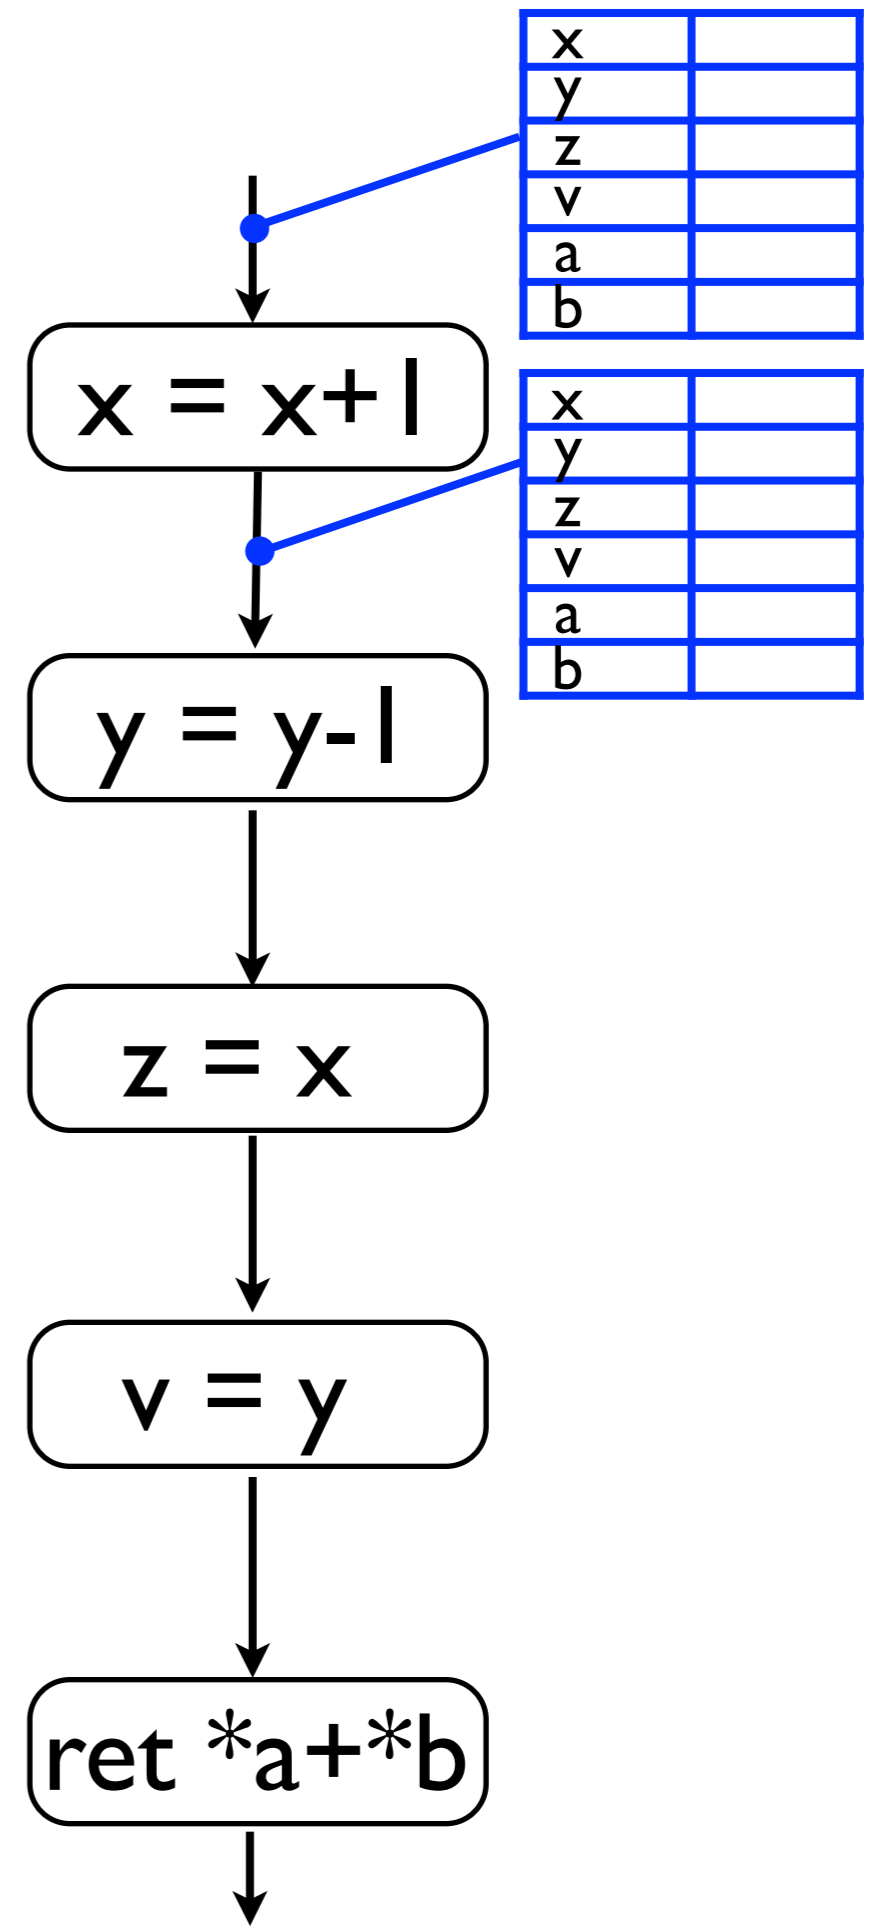 x
y
z
v
a
b
x = x+1
x
y
z
v
a
b
y = y-1
z = x
v = y
ret *a+*b